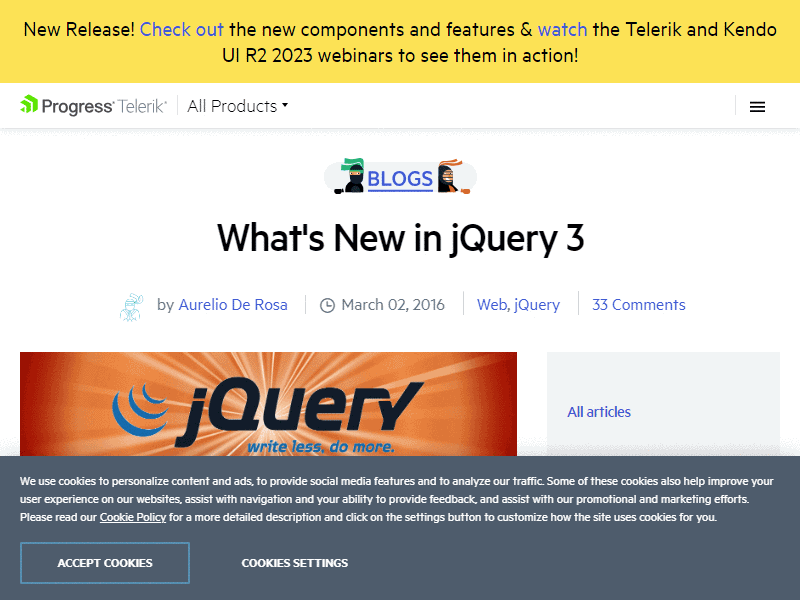 New Release! Check out the new components and features & watch the Telerik and Kendo
UI R2 2023 webinars to see them in action!
Progress Telerik All Products
BLOGS
What's New in jQuery 3
by Aurelio De Rosa March 02, 2016 Web, jQuery 33 Comments
jQuery
write less, do more.
All articles
We use cookies to personalize content and ads, to provide social media features and to analyze our traffic. Some of these cookies also help improve your
user experience on our websites, assist with navigation and your ability to provide feedback, and assist with our promotional and marketing efforts.
Please read our Cookie Policy for a more detailed description and click on the settings button to customize how the site uses cookies for you.
ACCEPT COOKIES COOKIES SETTINGS